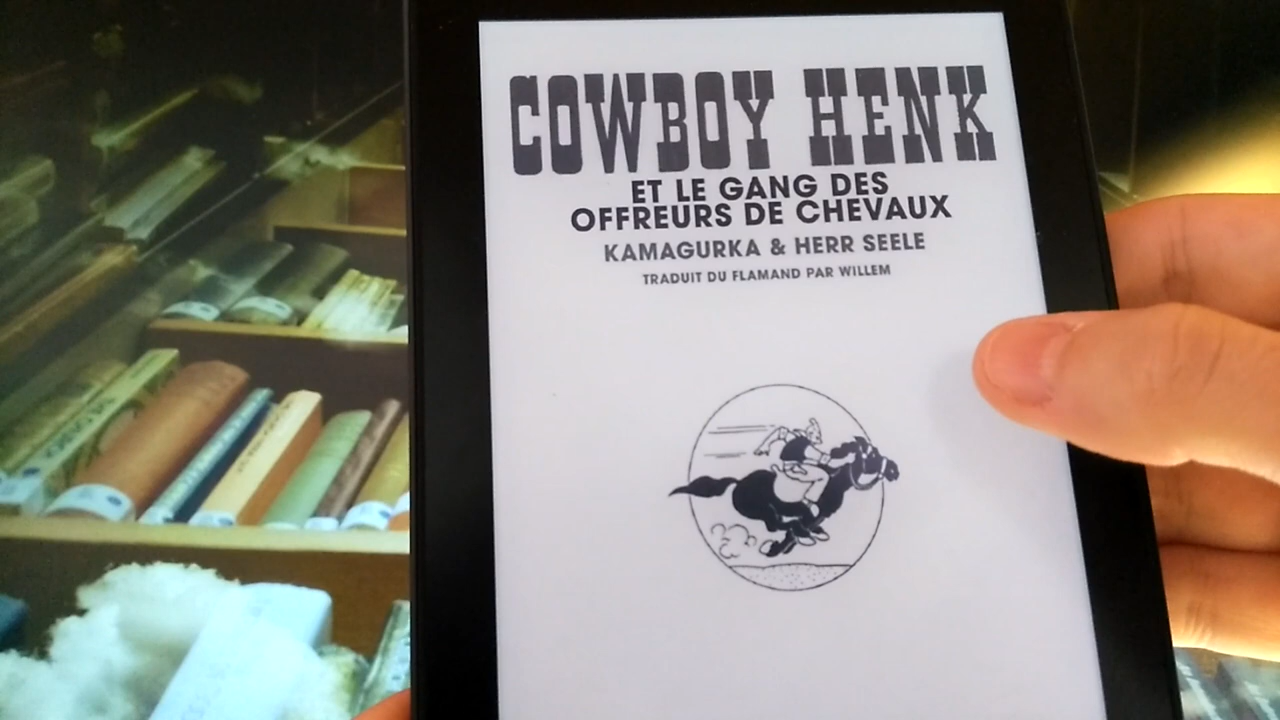 COWBOY HENK
ET LE GANG DES
OFFREURS DE CHEVAUX
KAMAGURKA & HERR SEELE
TRADUIT DU FLAMAND PAR WILLEM